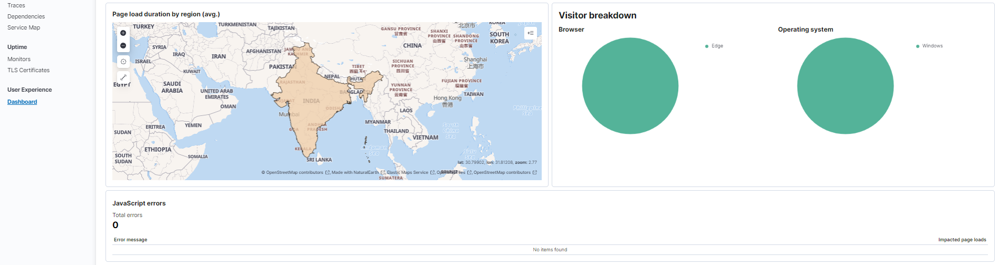 Traces
Dependencies
Service Map
Uptime
Monitors
TLS Certificates
User Experience
Dashboard
Page load duration by region (avg.)
TURKEY
TURKMENISTAN
TAJIKISTAN
SYRIA
IRAQ
IRAN
AFGHANISTAN
JAMMU AND
KASHMIR
ISRAEL
KUWAIT
PAKISTAN
EGYPT
SAUDI
ARABIA
UNITED ARAB
EMIRATES
OMAN
RAJASTHAN
GUJARAT
INDIA
NEPAL
BHUTAN
BANGLADESH
ODISHA
Mumbai
GOA
ANDHRA
PRADESH
KERALA
SRI LANKA
SUDAN
ERITREA
YEMEN
ETHIOPIA
SOUTH
SUDAN
SOMALIA
GANSU PROVINCE
甘肃省
SHANXI
PROVINCE
山西省
SHANDONG
PROVINCE
山东省
北京市
KOREA
Japan
SOUTH
KOREA
CHINA
TIBET
SICHUAN
PROVINCE
四川省
Shanghai
上海市
YUNNAN
PROVINCE
云南省
FUJIAN PROVINCE
福建省
TAIWAN
Hong Kong
香港
MYANMAR
LAOS
THAILAND
VIETNAM
Philippine
Sea
South
China
Sea
Andaman
Sea
Sulu
Sea
BRUNEI
SUMATERA
lat: 30.79902, lon: 31.81208, zoom: 2.77
© OpenStreetMap contributors , Made with NaturalEarth , Elastic Maps Service , OpenMapTiles , OpenStreetMap contributors
Visitor breakdown
Browser
Edge
Operating system
Windows
JavaScript errors
Total errors
0
Error message
Impacted page loads
No items found